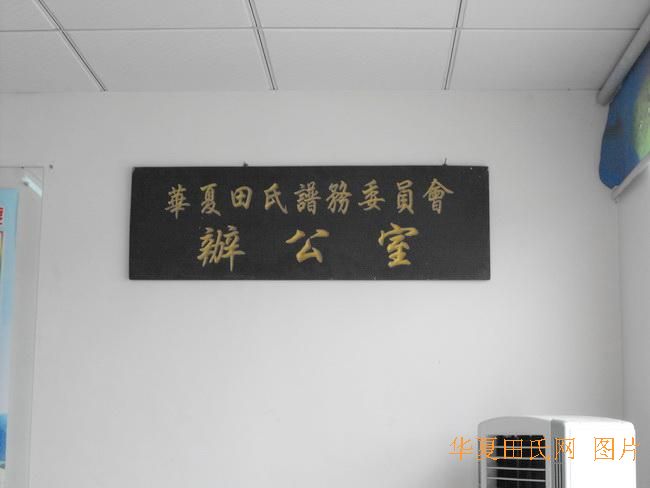 華夏田氏譜務委員會
辦公室
华夏田氏网 图片